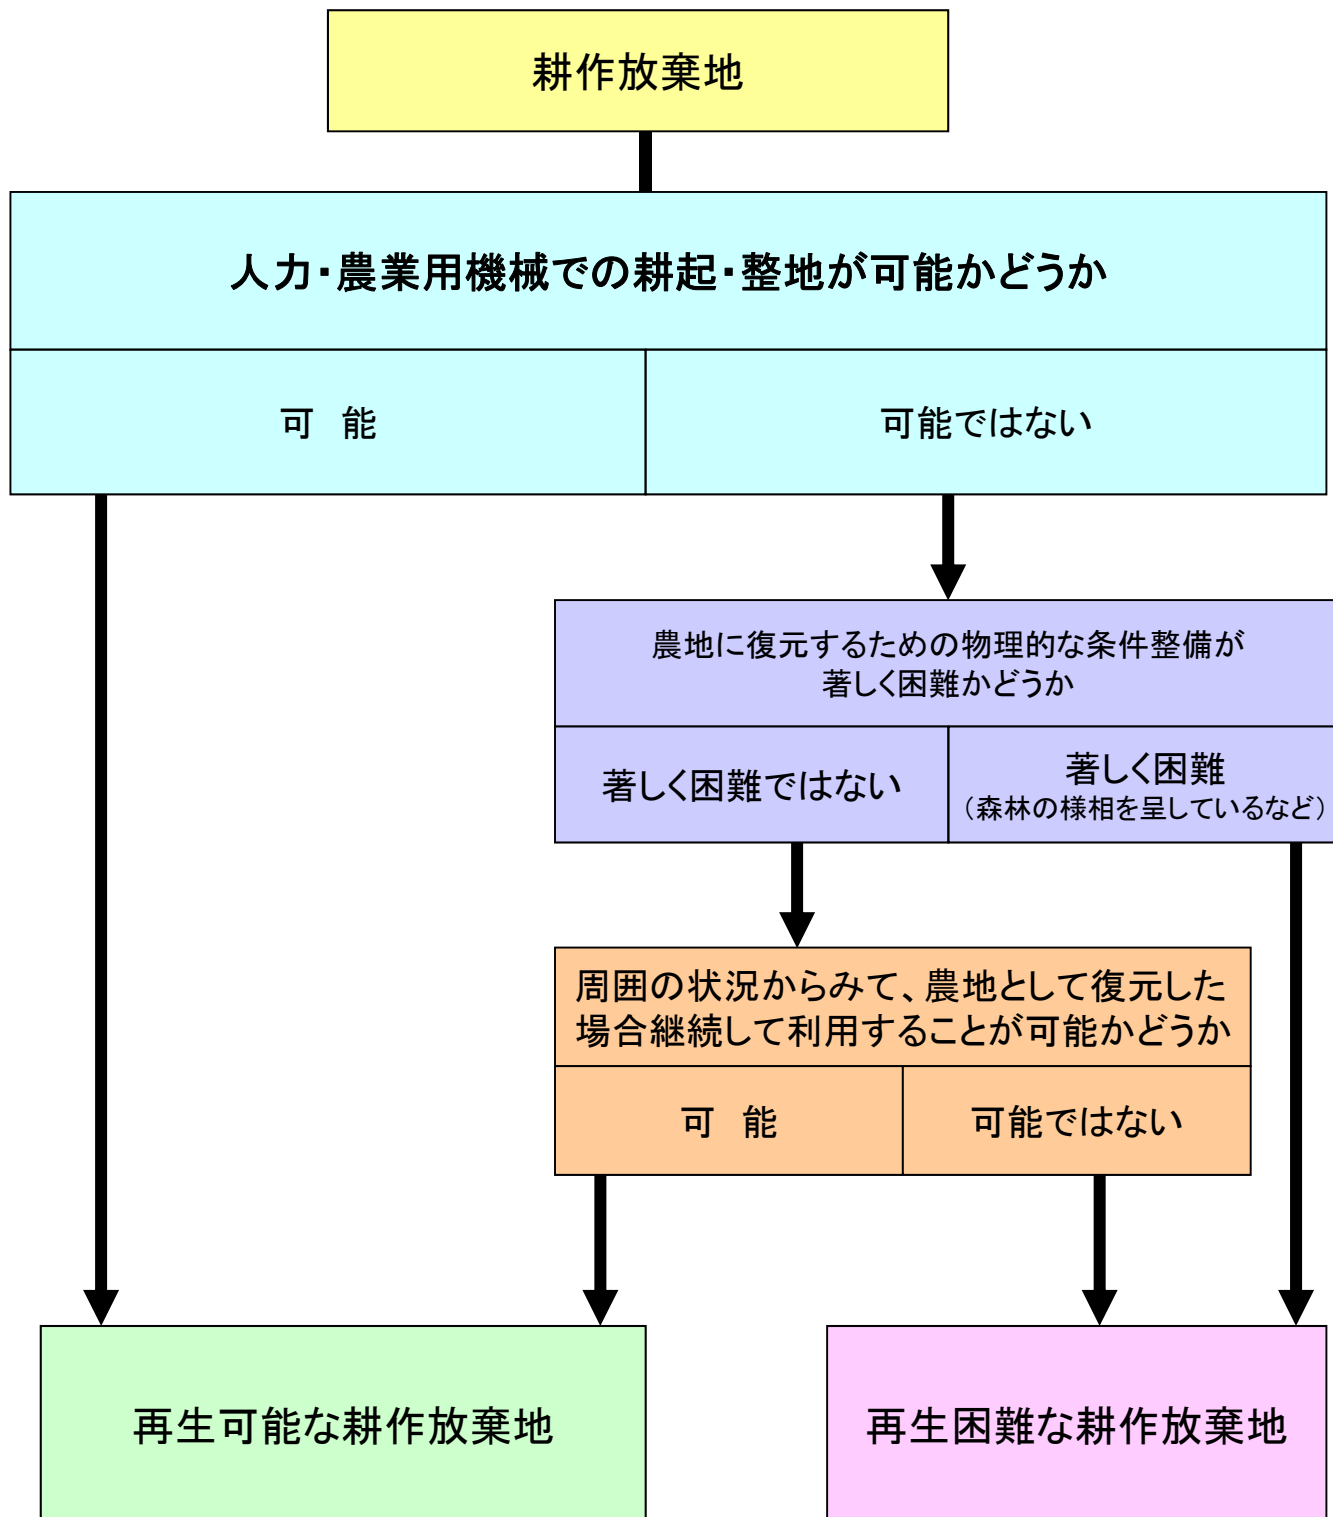 耕作放棄地
人力・農業用機械での耕起・整地が可能かどうか
可　能
可能ではない
農地に復元するための物理的な条件整備が
著しく困難かどうか
著しく困難ではない
著しく困難
（森林の様相を呈しているなど）
周囲の状況からみて、農地として復元した
場合継続して利用することが可能かどうか
可　能
可能ではない
再生可能な耕作放棄地
再生困難な耕作放棄地